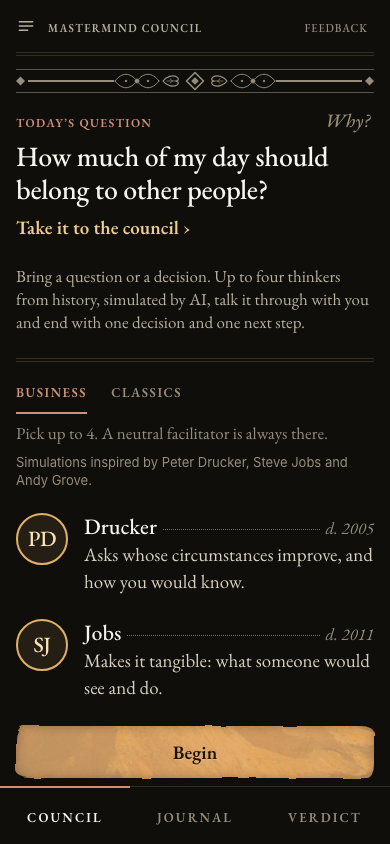 MASTERMIND COUNCIL
FEEDBACK
TODAY'S QUESTION
Why?
How much of my day should
belong to other people?
Take it to the council ›
Bring a question or a decision. Up to four thinkers
from history, simulated by AI, talk it through with you
and end with one decision and one next step.
BUSINESS
CLASSICS
Pick up to 4. A neutral facilitator is always there.
Simulations inspired by Peter Drucker, Steve Jobs and
Andy Grove.
PD
Drucker
d. 2005
Asks whose circumstances improve, and
how you would know.
SJ
Jobs
d. 2011
Makes it tangible: what someone would
see and do.
Begin
COUNCIL
JOURNAL
VERDICT